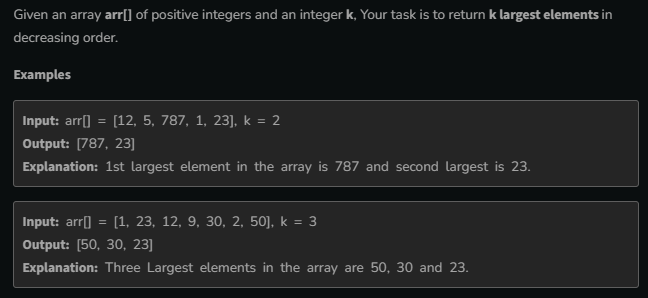 Given an array arr[] of positive integers and an integer k, Your task is to return k largest elements in
decreasing order.
Examples
Input: arr[] = [12, 5, 787, 1, 23], k = 2
Output: [787, 23]
Explanation: 1st largest element in the array is 787 and second largest is 23.
Input: arr[] = [1, 23, 12, 9, 30, 2, 50], k = 3
Output: [50, 30, 23]
Explanation: Three Largest elements in the array are 50, 30 and 23.